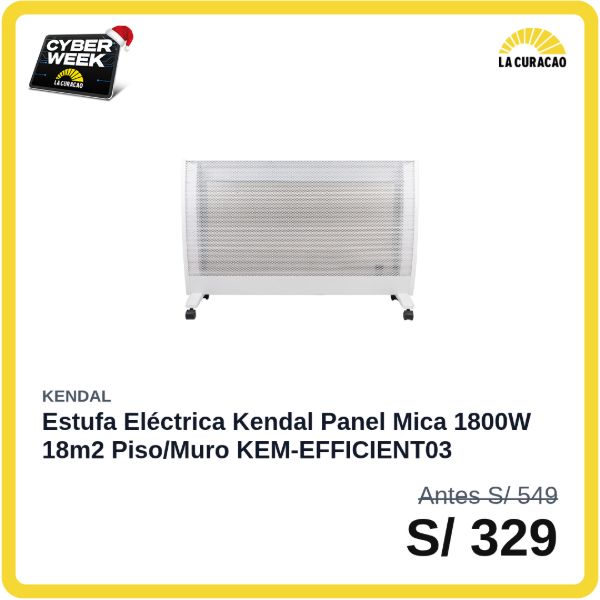 CYBER
WEEK
LA CURACAO
LA CURACAO
KENDAL
Estufa Eléctrica Kendal Panel Mica 1800W
18m2 Piso/Muro KEM-EFFICIENT03
Antes S/ 549
S/ 329